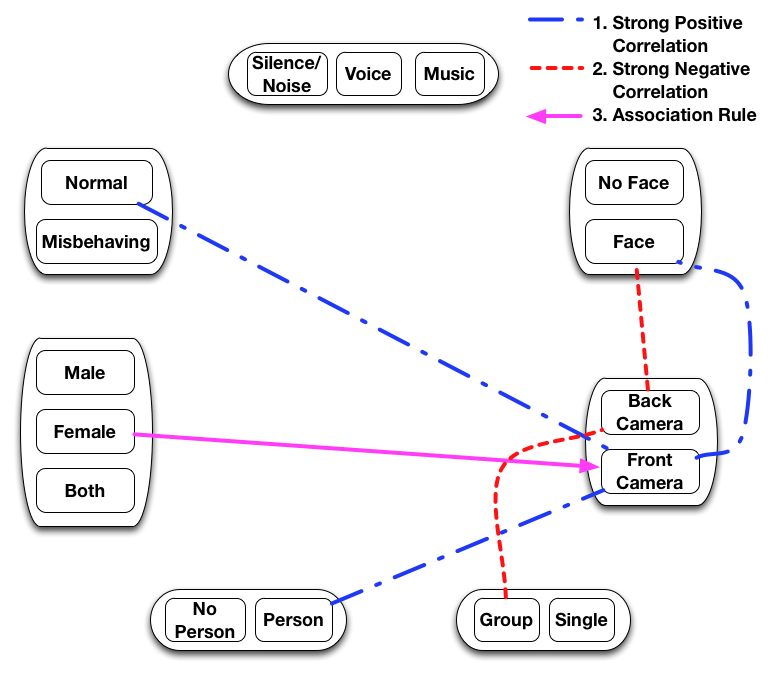 1. Strong Positive
Correlation
2. Strong Negative
Correlation
3. Association Rule
Silence/
Noise
Voice
Music
Normal
Misbehaving
No Face
Face
Male
Female
Both
Back
Camera
Front
Camera
No
Person
Person
Group
Single